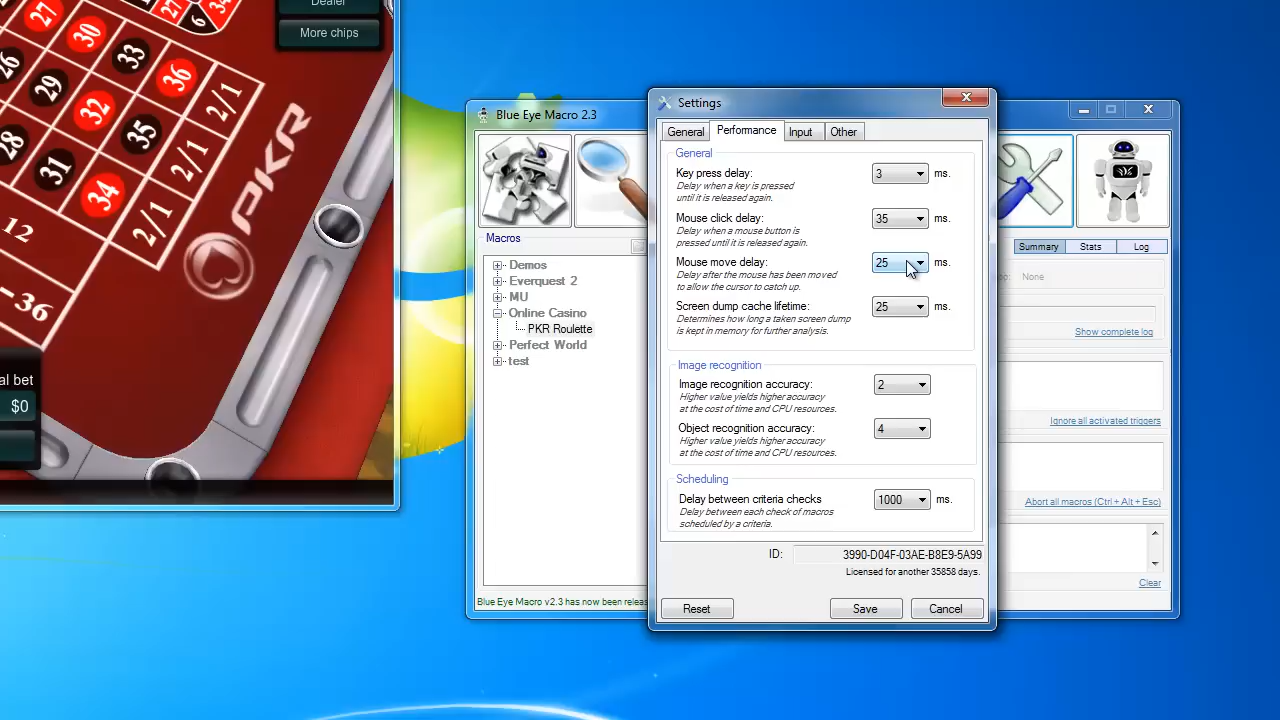 Dealer
More chips
27
30
33
36
2/1
26
29
32
35
2/1
28
31
34
2/1
27
34
6
12
-36
PKR
al bet
$0
Blue Eye Macro 2.3
Macros
Demos
Everquest 2
MU
Online Casino
PKR Roulette
Perfect World
test
Blue Eye Macro v2.3 has now been relea
Settings
General
Performance
Input
Other
General
Key press delay:
3
ms.
Delay when a key is pressed
until it is released again.
Mouse click delay:
35
ms.
Delay when a mouse button is
pressed until it is released again.
Mouse move delay:
25
ms.
Delay after the mouse has been moved
to allow the cursor to catch up.
Screen dump cache lifetime:
25
ms.
Determines how long a taken screen dump
is kept in memory for further analysis.
Image recognition
Image recognition accuracy:
2
Higher value yields higher accuracy
at the cost of time and CPU resources.
Object recognition accuracy:
4
Higher value yields higher accuracy
at the cost of time and CPU resources.
Scheduling
Delay between criteria checks
1000
ms.
Delay between each check of macros
scheduled by a criteria.
ID:
3990-D04F-03AE-B8E9-5A99
Licensed for another 35858 days.
Reset
Save
Cancel
Summary
Stats
Log
None
Show complete log
Ignore all activated triggers
Abort all macros (Ctrl + Alt + Esc)
Clear